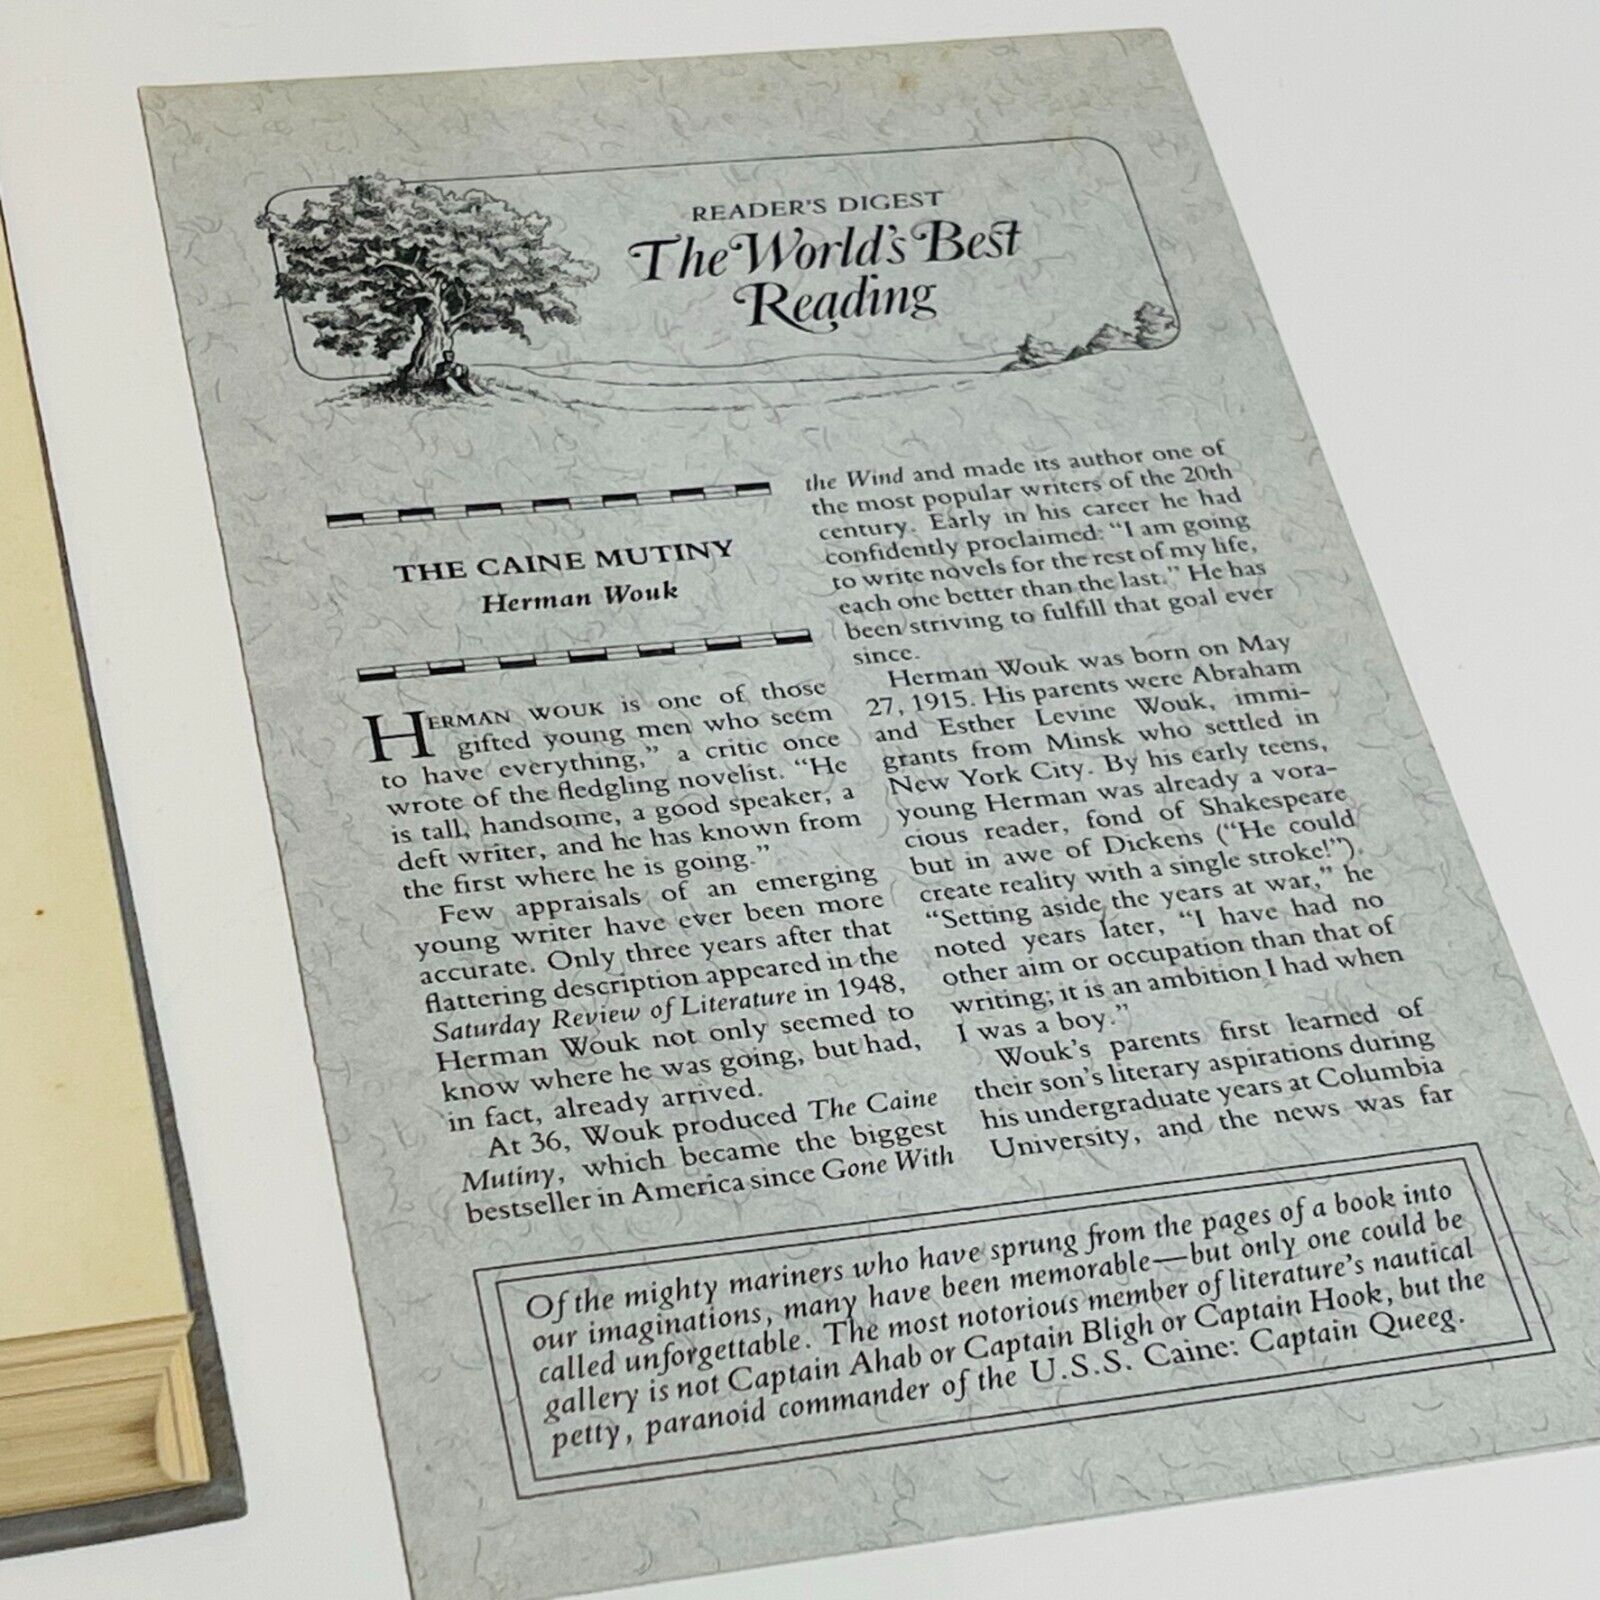 READER'S DIGEST
The World's Best
Reading
THE CAINE MUTINY
Herman Wouk
HERMAN WOUK is one of those
gifted young men who seem
to have everything," a critic once
wrote of the fledgling novelist. "He
is tall, handsome, a good speaker, a
deft writer, and he has known from
the first where he is going."
Few appraisals of an emerging
young writer have ever been more
accurate. Only three years after that
flattering description appeared in the
Saturday Review of Literature in 1948,
Herman Wouk not only seemed to
know where he was going, but had,
in fact, already arrived.
At 36, Wouk produced The Caine
Mutiny, which became the biggest
bestseller in America since Gone With
the Wind and made its author one of
the most popular writers of the 20th
century. Early in his career he had
confidently proclaimed: "I am going
to write novels for the rest of my life,
each one better than the last." He has
been striving to fulfill that goal ever
since.
Herman Wouk was born on May
27, 1915. His parents were Abraham
and Esther Levine Wouk, immi-
grants from Minsk who settled in
New York City. By his early teens,
young Herman was already a vora-
cious reader, fond of Shakespeare
but in awe of Dickens ("He could
create reality with a single stroke!").
"Setting aside the years at war," he
noted years later, "I have had no
other aim or occupation than that of
writing; it is an ambition I had when
I was a boy."
Wouk's parents first learned of
their son's literary aspirations during
his undergraduate years at Columbia
University, and the news was far
Of the mighty mariners who have sprung from the pages of a book into
our imaginations, many have been memorable—but only one could be
called unforgettable. The most notorious member of literature's nautical
gallery is not Captain Ahab or Captain Bligh or Captain Hook, but the
petty, paranoid commander of the U.S.S. Caine: Captain Queeg.